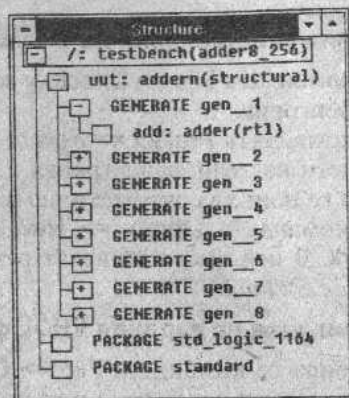 Structure
/: testbench(adder8_256)
uut: addern(structural)
GENERATE gen__1
add: adder(rtl)
GENERATE gen__2
GENERATE gen__3
GENERATE gen__4
GENERATE gen__5
GENERATE gen__6
GENERATE gen__7
GENERATE gen__8
PACKAGE std_logic_1164
PACKAGE standard